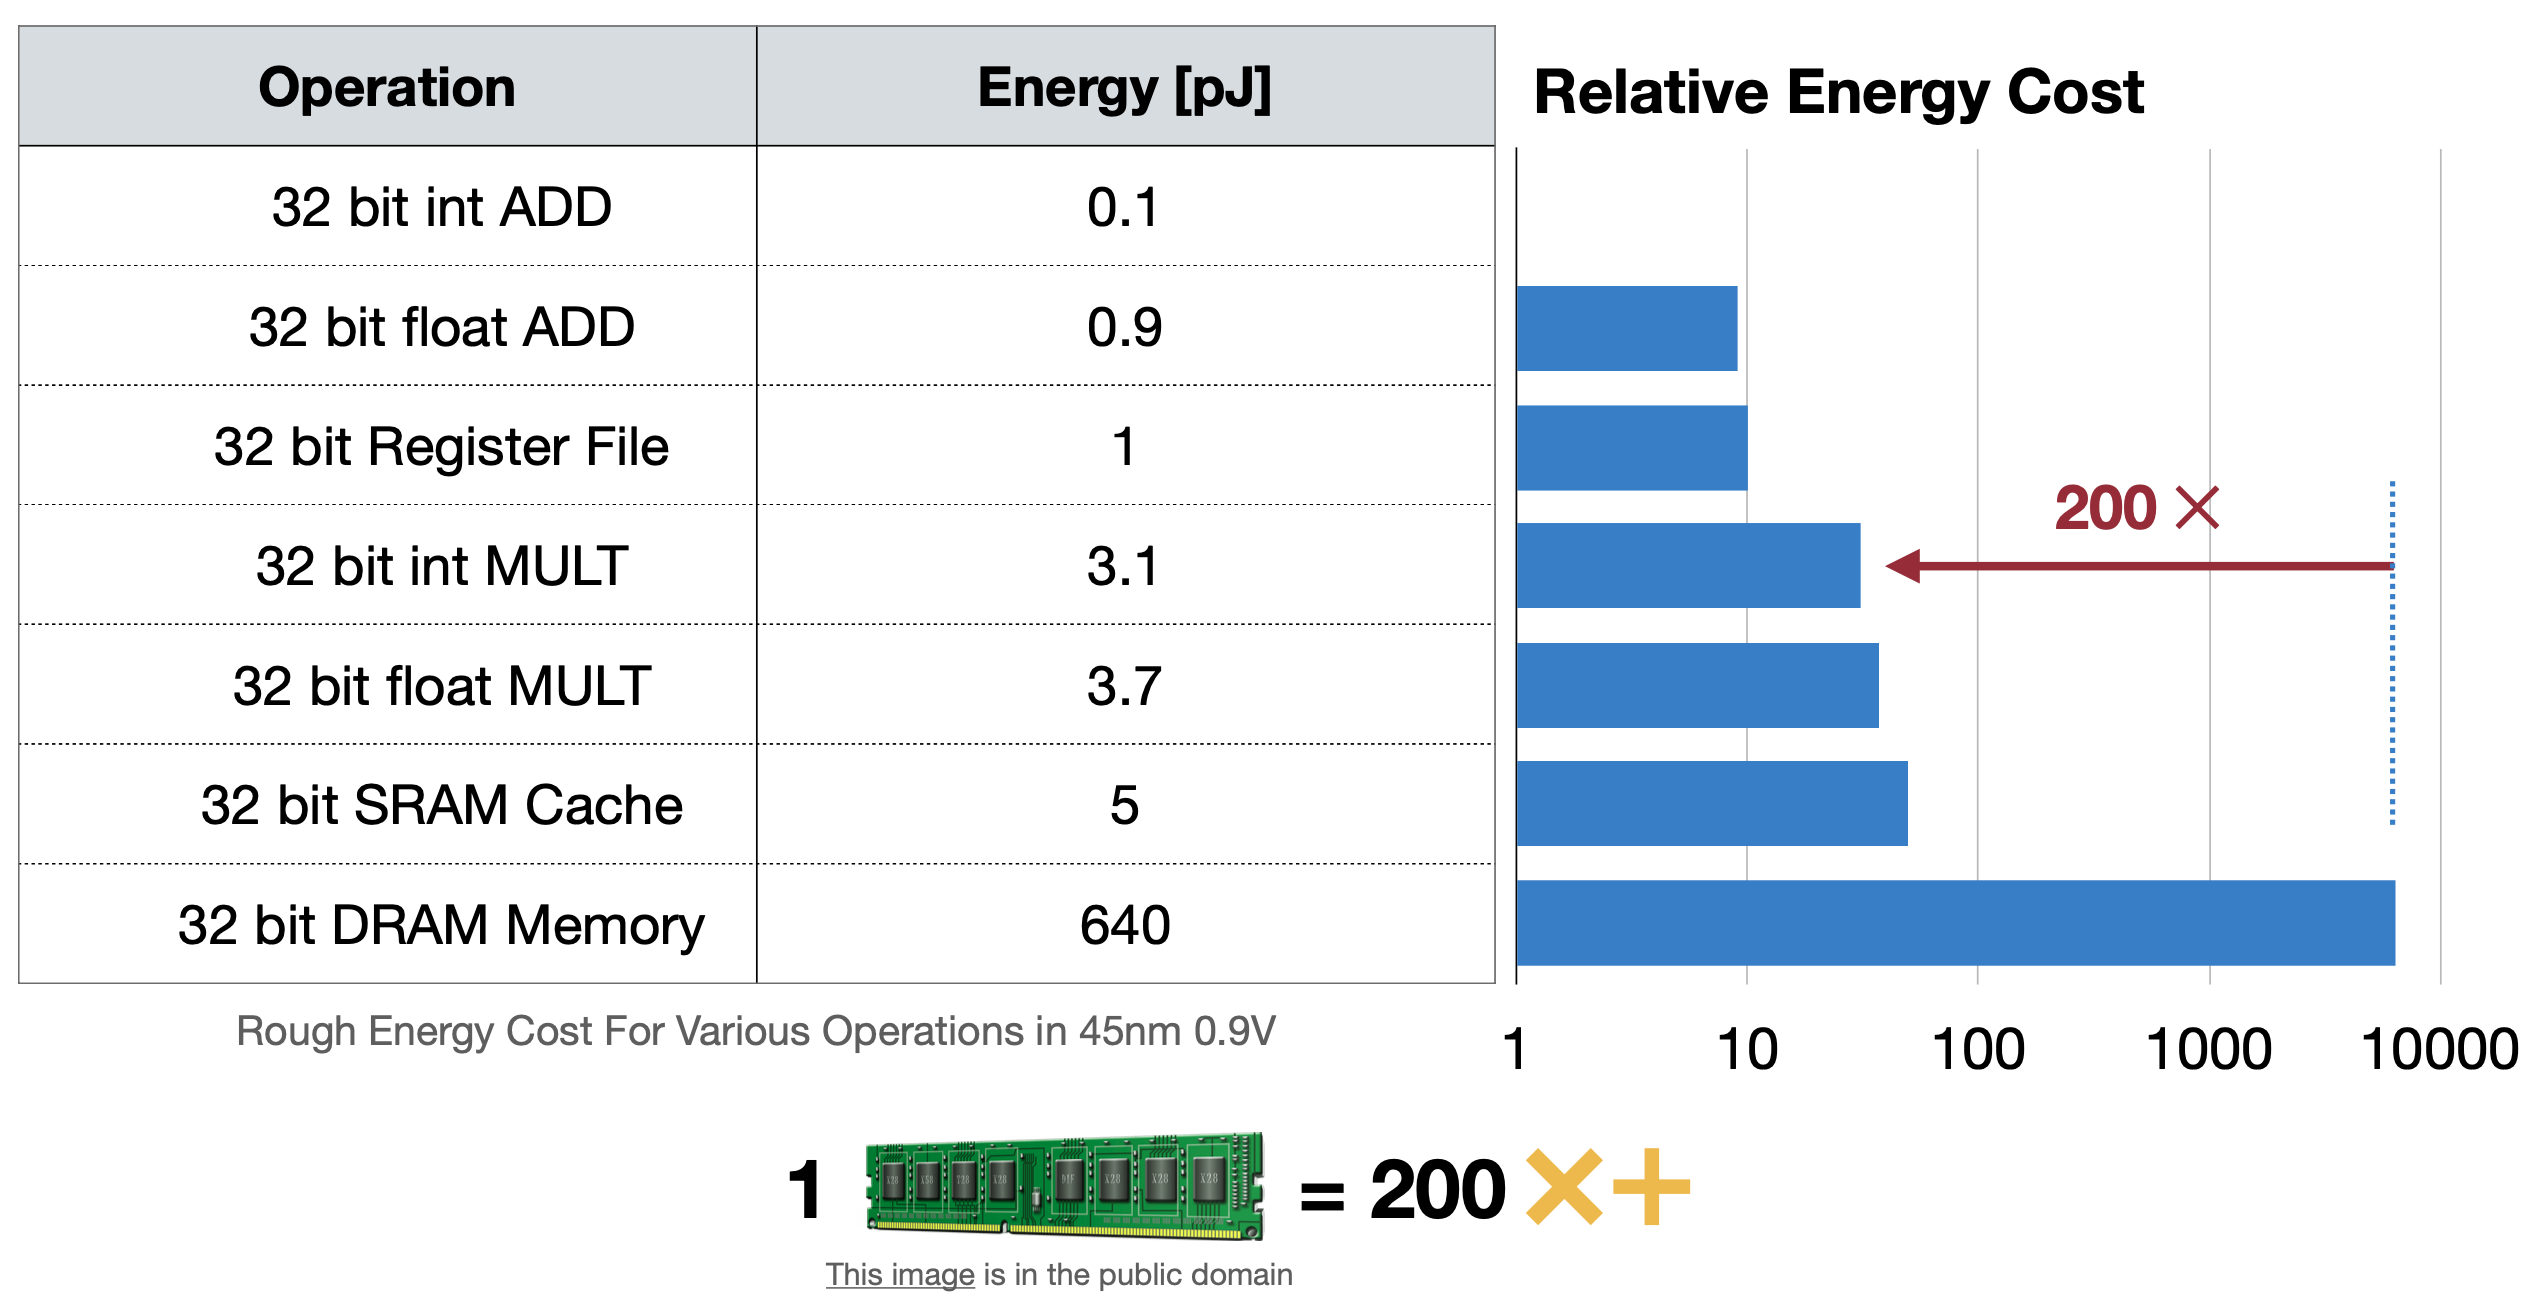 Operation Energy [pJ] Relative Energy Cost
32 bit int ADD 0.1
32 bit float ADD 0.9
32 bit Register File 1
200 ×
32 bit int MULT 3.1
32 bit float MULT 3.7
32 bit SRAM Cache 5
32 bit DRAM Memory 640
Rough Energy Cost For Various Operations in 45nm 0.9V
1 10 100 1000 10000
1 = 200 ×+
This image is in the public domain